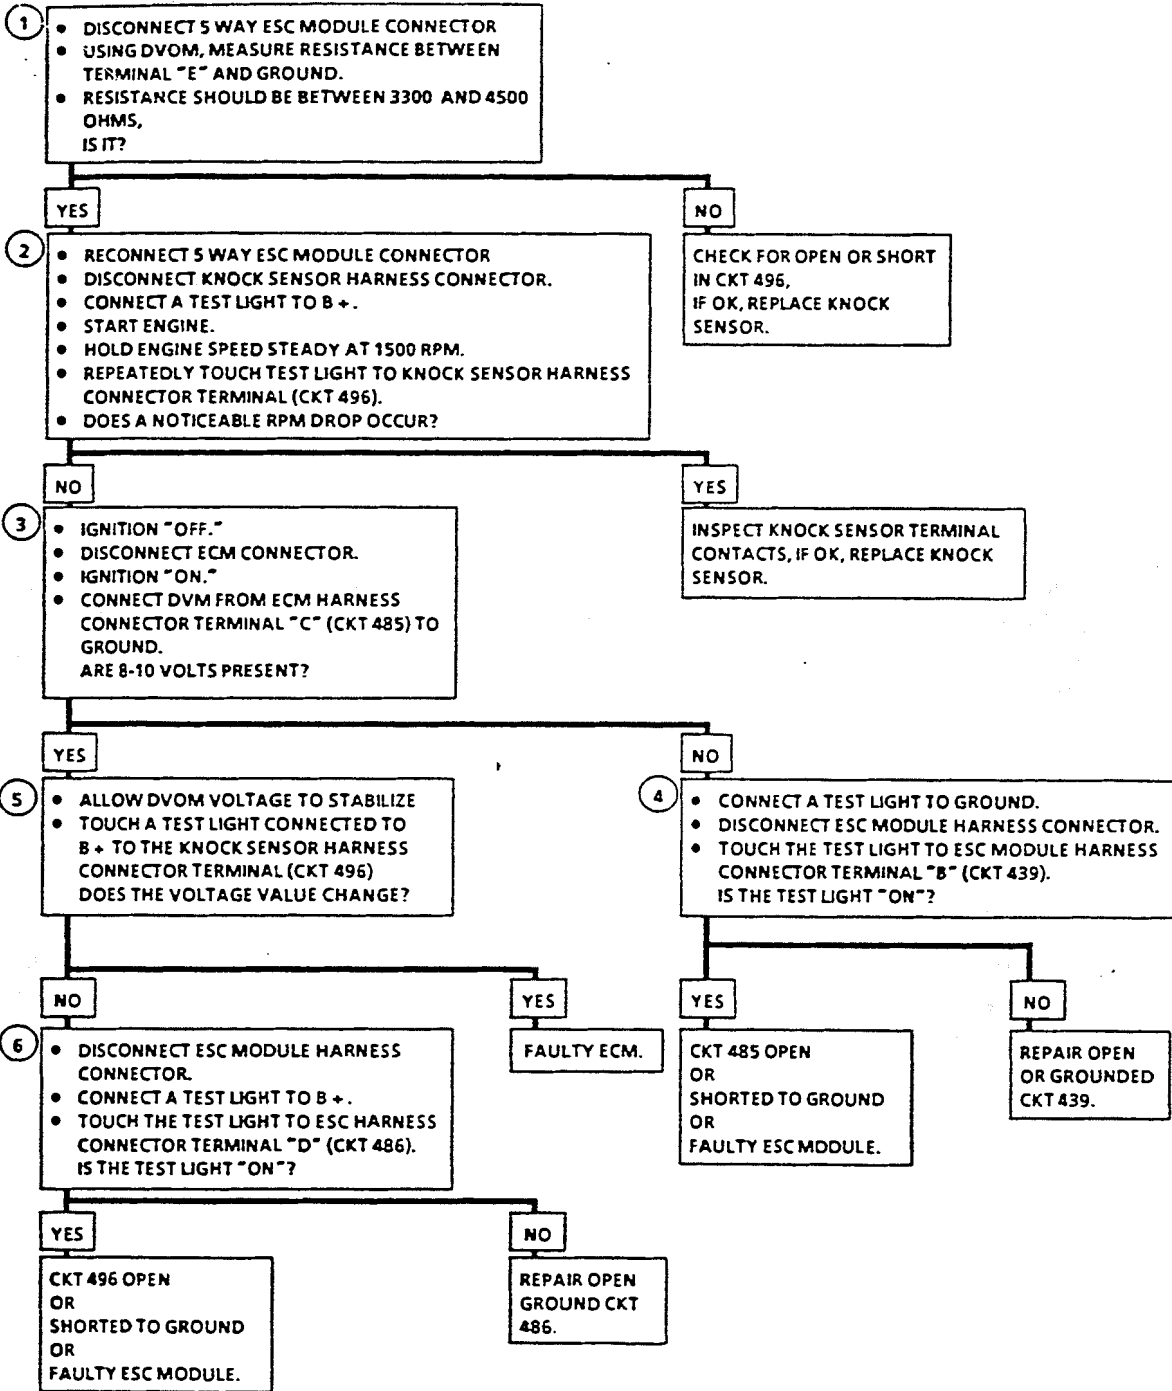 1
• DISCONNECT 5 WAY ESC MODULE CONNECTOR
• USING DVOM, MEASURE RESISTANCE BETWEEN
TERMINAL "E" AND GROUND.
• RESISTANCE SHOULD BE BETWEEN 3300 AND 4500
OHMS,
IS IT?
YES
NO
2
• RECONNECT 5 WAY ESC MODULE CONNECTOR
• DISCONNECT KNOCK SENSOR HARNESS CONNECTOR.
• CONNECT A TEST LIGHT TO B +.
• START ENGINE.
• HOLD ENGINE SPEED STEADY AT 1500 RPM.
• REPEATEDLY TOUCH TEST LIGHT TO KNOCK SENSOR HARNESS
CONNECTOR TERMINAL (CKT 496).
• DOES A NOTICEABLE RPM DROP OCCUR?
CHECK FOR OPEN OR SHORT
IN CKT 496,
IF OK, REPLACE KNOCK
SENSOR.
NO
YES
3
• IGNITION "OFF."
• DISCONNECT ECM CONNECTOR.
• IGNITION "ON."
• CONNECT DVM FROM ECM HARNESS
CONNECTOR TERMINAL "C" (CKT 485) TO
GROUND.
ARE 8-10 VOLTS PRESENT?
INSPECT KNOCK SENSOR TERMINAL
CONTACTS, IF OK, REPLACE KNOCK
SENSOR.
YES
NO
5
• ALLOW DVOM VOLTAGE TO STABILIZE
• TOUCH A TEST LIGHT CONNECTED TO
B + TO THE KNOCK SENSOR HARNESS
CONNECTOR TERMINAL (CKT 496)
DOES THE VOLTAGE VALUE CHANGE?
4
• CONNECT A TEST LIGHT TO GROUND.
• DISCONNECT ESC MODULE HARNESS CONNECTOR.
• TOUCH THE TEST LIGHT TO ESC MODULE HARNESS
CONNECTOR TERMINAL "B" (CKT 439).
IS THE TEST LIGHT "ON"?
NO
YES
YES
NO
6
• DISCONNECT ESC MODULE HARNESS
CONNECTOR.
• CONNECT A TEST LIGHT TO B +.
• TOUCH THE TEST LIGHT TO ESC HARNESS
CONNECTOR TERMINAL "D" (CKT 486).
IS THE TEST LIGHT "ON"?
FAULTY ECM.
CKT 485 OPEN
OR
SHORTED TO GROUND
OR
FAULTY ESC MODULE.
REPAIR OPEN
OR GROUNDED
CKT 439.
YES
NO
CKT 496 OPEN
OR
SHORTED TO GROUND
OR
FAULTY ESC MODULE.
REPAIR OPEN
GROUND CKT
486.